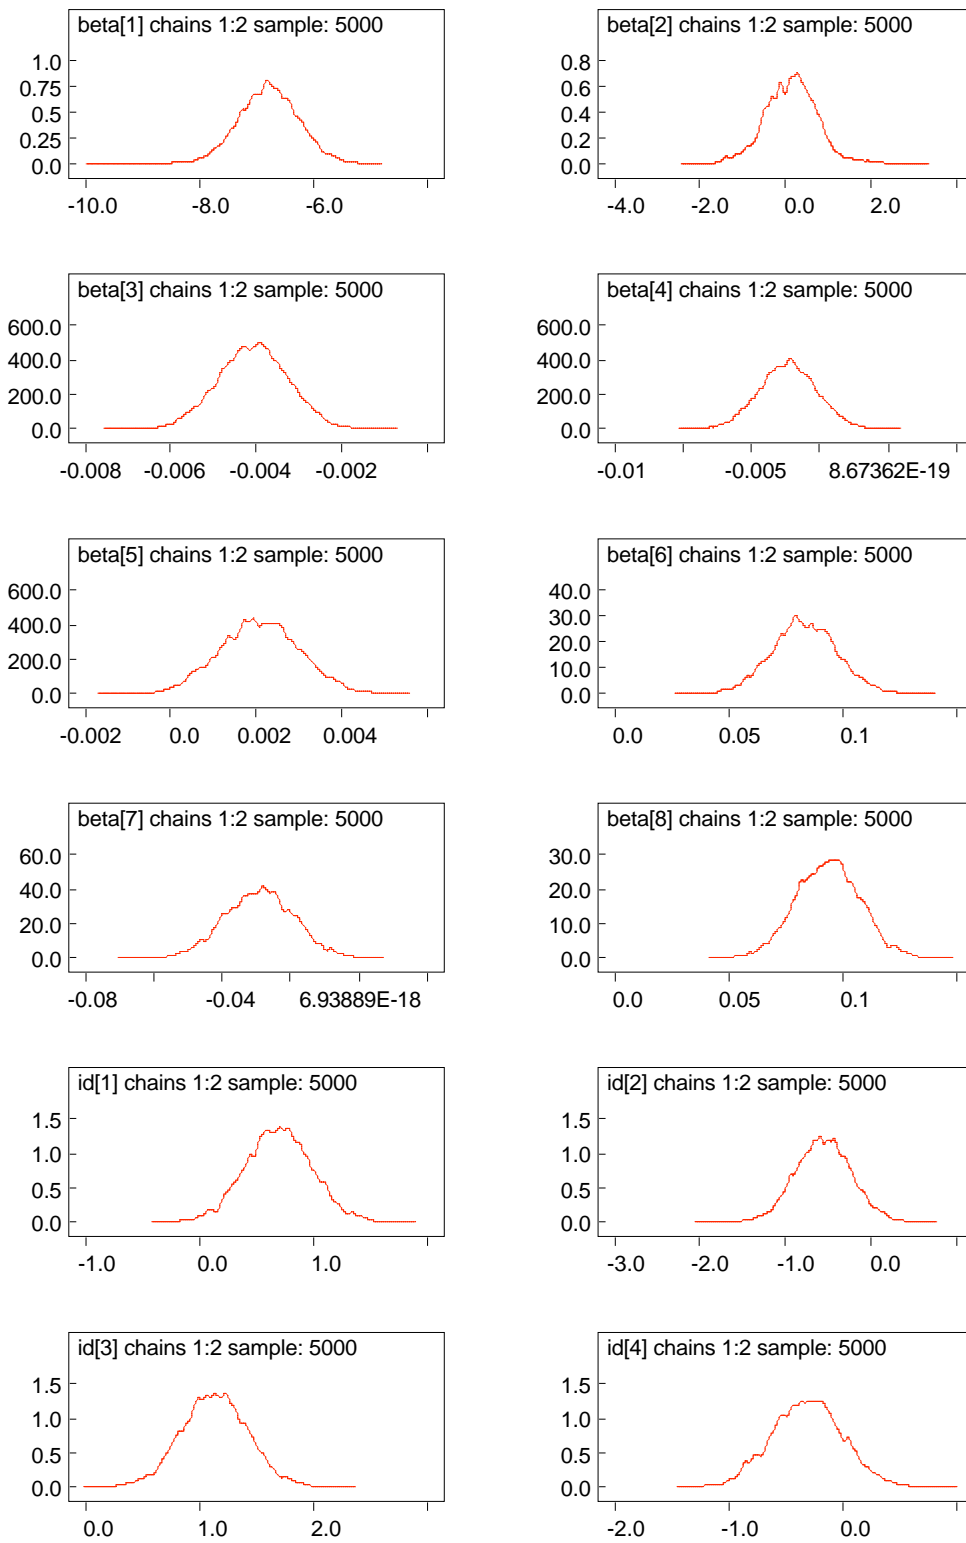 beta[1] chains 1:2 sample: 5000
1.0
0.75
0.5
0.25
0.0
-10.0 -8.0 -6.0
beta[2] chains 1:2 sample: 5000
0.8
0.6
0.4
0.2
0.0
-4.0 -2.0 0.0 2.0
beta[3] chains 1:2 sample: 5000
600.0
400.0
200.0
0.0
-0.008 -0.006 -0.004 -0.002
beta[4] chains 1:2 sample: 5000
600.0
400.0
200.0
0.0
-0.01 -0.005 8.67362E-19
beta[5] chains 1:2 sample: 5000
600.0
400.0
200.0
0.0
-0.002 0.0 0.002 0.004
beta[6] chains 1:2 sample: 5000
40.0
30.0
20.0
10.0
0.0
0.0 0.05 0.1
beta[7] chains 1:2 sample: 5000
60.0
40.0
20.0
0.0
-0.08 -0.04 6.93889E-18
beta[8] chains 1:2 sample: 5000
30.0
20.0
10.0
0.0
0.0 0.05 0.1
id[1] chains 1:2 sample: 5000
1.5
1.0
0.5
0.0
-1.0 0.0 1.0
id[2] chains 1:2 sample: 5000
1.5
1.0
0.5
0.0
-3.0 -2.0 -1.0 0.0
id[3] chains 1:2 sample: 5000
1.5
1.0
0.5
0.0
0.0 1.0 2.0
id[4] chains 1:2 sample: 5000
1.5
1.0
0.5
0.0
-2.0 -1.0 0.0